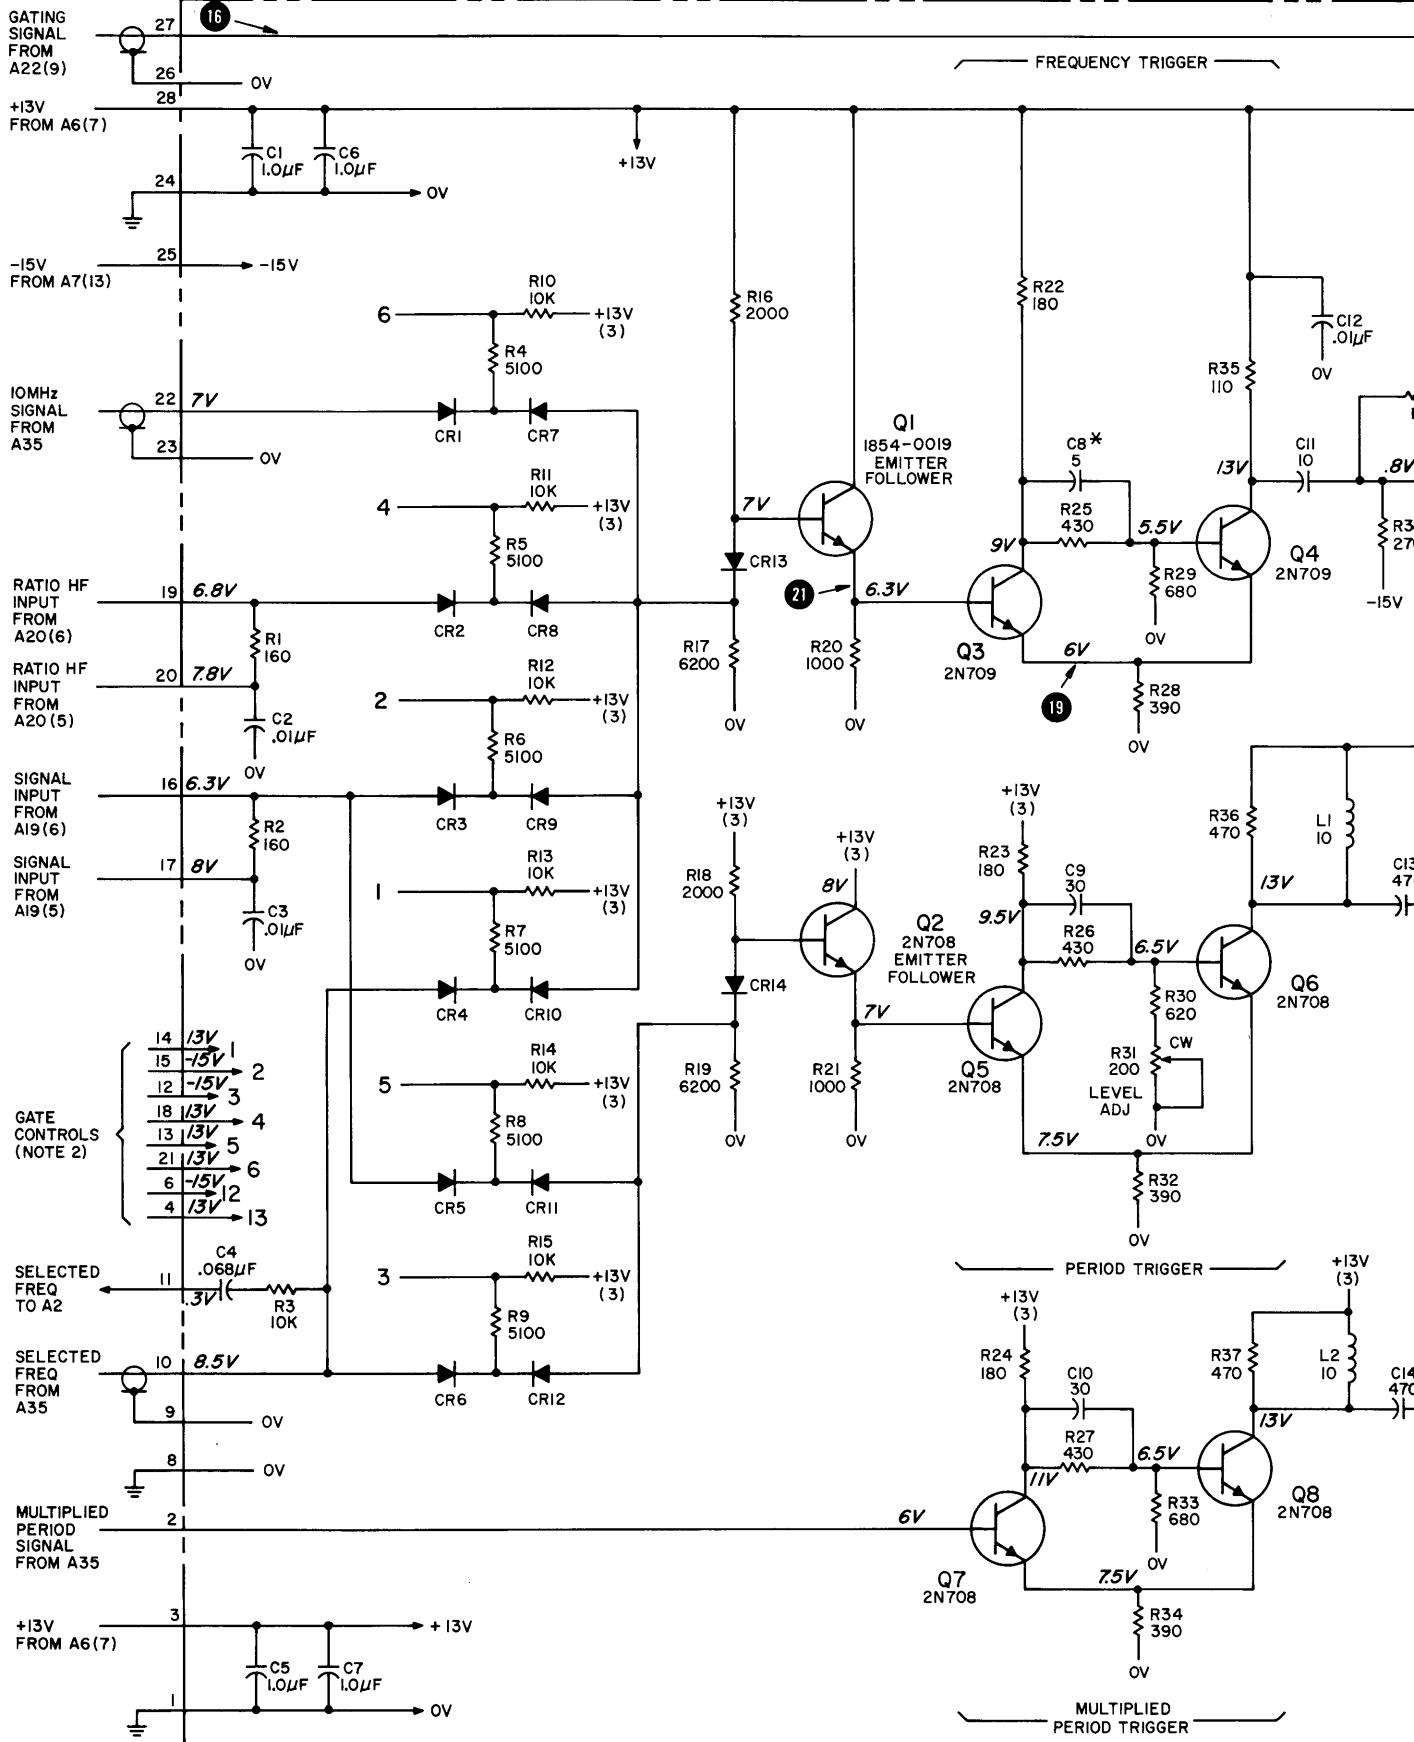 GATING
SIGNAL
FROM
A22(9)
27
16
26
0V
28
FREQUENCY TRIGGER
+13V
FROM A6(7)
C1
1.0µF
C6
1.0µF
+13V
24
0V
25
-15V
FROM A7(13)
-15V
R10
10K
6
+13V
(3)
R4
5100
R16
2000
R22
180
C12
.01µF
0V
R35
110
10MHz
SIGNAL
FROM
A35
22
7V
23
0V
CR1
CR7
Q1
1854-0019
EMITTER
FOLLOWER
C8*
5
13V
C11
10
.8V
R11
10K
4
+13V
(3)
R5
5100
7V
R25
430
5.5V
9V
Q4
2N709
-15V
CR13
R29
680
0V
21
6.3V
RATIO HF
INPUT
FROM
A20(6)
19
6.8V
R1
160
CR2
CR8
R17
6200
0V
R20
1000
0V
Q3
2N709
6V
19
R28
390
0V
RATIO HF
INPUT
FROM
A20(5)
20
7.8V
C2
.01µF
0V
R12
10K
2
+13V
(3)
R6
5100
SIGNAL
INPUT
FROM
A19(6)
16
6.3V
R2
160
CR3
CR9
+13V
(3)
+13V
(3)
+13V
(3)
R36
470
L1
10
SIGNAL
INPUT
FROM
A19(5)
17
8V
C3
.01µF
0V
R13
10K
1
+13V
(3)
R7
5100
R18
2000
8V
R23
180
C9
30
13V
9.5V
Q2
2N708
EMITTER
FOLLOWER
R26
430
6.5V
C13
Q6
2N708
CR4
CR10
CR14
7V
Q5
2N708
R30
620
CW
R31
200
LEVEL
ADJ
0V
R19
6200
0V
R21
1000
0V
7.5V
R32
390
0V
GATE
CONTROLS
(NOTE 2)
14
13V
1
15
-15V
2
12
-15V
3
18
13V
4
13
13V
5
21
13V
6
6
-15V
12
4
13V
13
R14
10K
5
+13V
(3)
R8
5100
CR5
CR11
PERIOD TRIGGER
SELECTED
FREQ
TO A2
11
.3V
C4
.068µF
R3
10K
R15
10K
3
+13V
(3)
R9
5100
+13V
(3)
+13V
(3)
R24
180
C10
30
R37
470
L2
10
C14
470
SELECTED
FREQ
FROM
A35
10
8.5V
9
0V
CR6
CR12
13V
R27
430
6.5V
11V
8
0V
R33
680
0V
Q8
2N708
MULTIPLIED
PERIOD
SIGNAL
FROM A35
2
6V
Q7
2N708
7.5V
R34
390
0V
+13V
FROM A6(7)
3
+13V
C5
1.0µF
C7
1.0µF
1
0V
MULTIPLIED
PERIOD TRIGGER